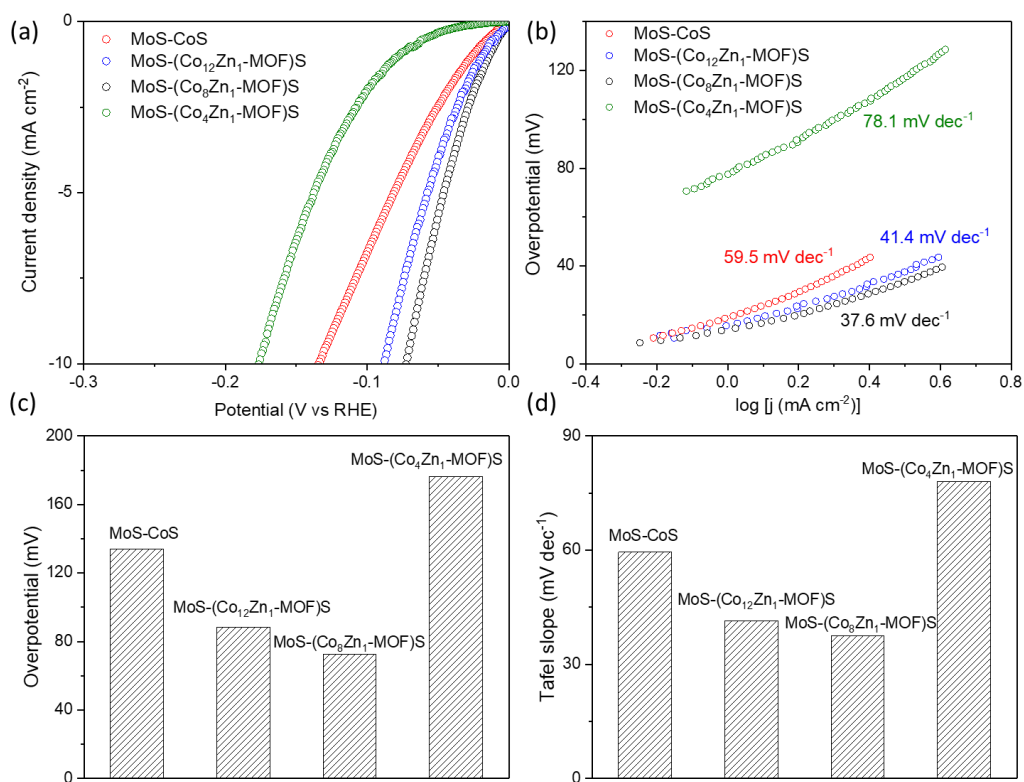 (a)
MoS-CoS
MoS-(Co₁₂Zn₁-MOF)S
MoS-(Co₈Zn₁-MOF)S
MoS-(Co₄Zn₁-MOF)S
0
-5
-10
Current density (mA cm⁻²)
-0.3
-0.2
-0.1
0.0
Potential (V vs RHE)
(b)
MoS-CoS
MoS-(Co₁₂Zn₁-MOF)S
MoS-(Co₈Zn₁-MOF)S
MoS-(Co₄Zn₁-MOF)S
78.1 mV dec⁻¹
41.4 mV dec⁻¹
59.5 mV dec⁻¹
37.6 mV dec⁻¹
120
80
40
0
Overpotential (mV)
-0.4
-0.2
0.0
0.2
0.4
0.6
0.8
log [j (mA cm⁻²)]
(c)
200
160
120
80
40
0
Overpotential (mV)
MoS-CoS
MoS-(Co₁₂Zn₁-MOF)S
MoS-(Co₈Zn₁-MOF)S
MoS-(Co₄Zn₁-MOF)S
(d)
90
60
30
0
Tafel slope (mV dec⁻¹)
MoS-CoS
MoS-(Co₁₂Zn₁-MOF)S
MoS-(Co₈Zn₁-MOF)S
MoS-(Co₄Zn₁-MOF)S